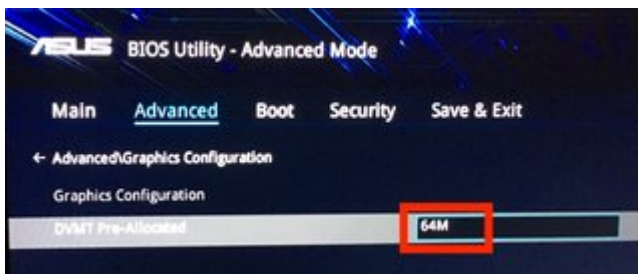 ASUS BIOS Utility - Advanced Mode
Main Advanced Boot Security Save & Exit
← Advanced\Graphics Configuration
Graphics Configuration
DVMT Pre-Allocated 64M